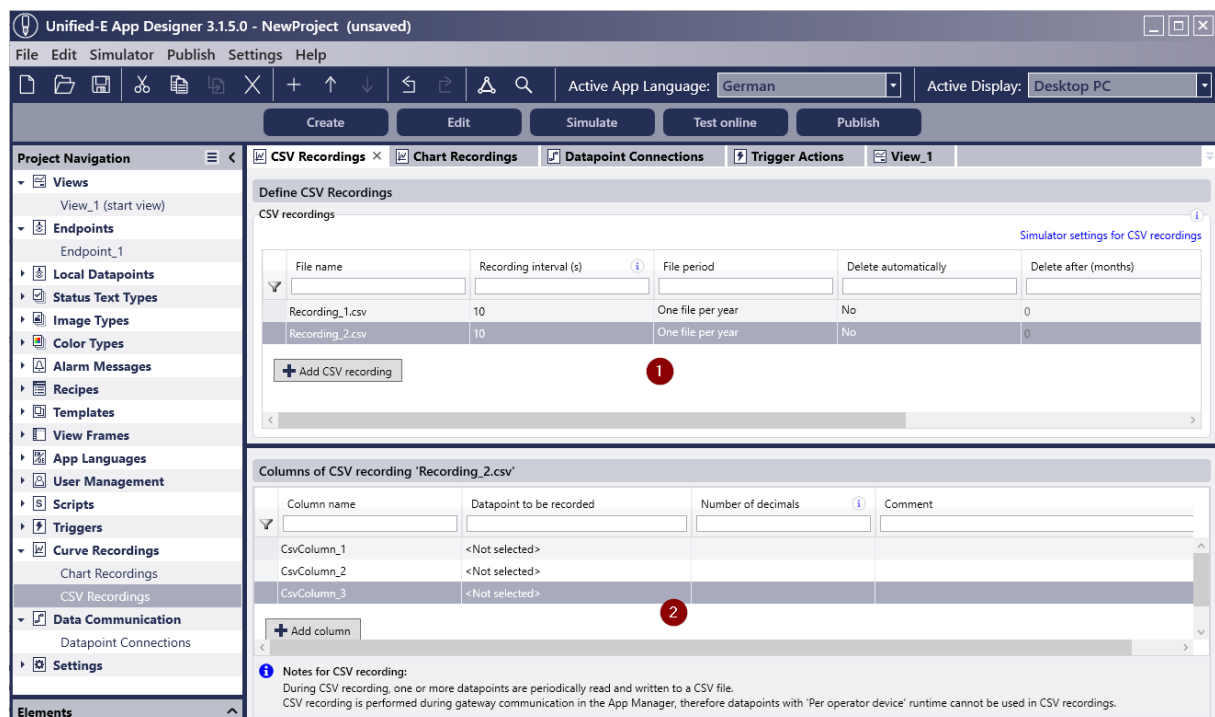 Unified-E App Designer 3.1.5.0 - NewProject (unsaved)
File Edit Simulator Publish Settings Help
Active App Language: German Active Display: Desktop PC
Create Edit Simulate Test online Publish
Project Navigation
Views
View_1 (start view)
Endpoints
Endpoint_1
Local Datapoints
Status Text Types
Image Types
Color Types
Alarm Messages
Recipes
Templates
View Frames
App Languages
User Management
Scripts
Triggers
Curve Recordings
Chart Recordings
CSV Recordings
Data Communication
Datapoint Connections
Settings
Elements
CSV Recordings Chart Recordings Datapoint Connections Trigger Actions View_1
Define CSV Recordings
CSV recordings
Simulator settings for CSV recordings
File name Recording interval (s) File period Delete automatically Delete after (months)
Recording_1.csv 10 One file per year No 0
Recording_2.csv 10 One file per year No 0
Add CSV recording
1
Columns of CSV recording 'Recording_2.csv'
Column name Datapoint to be recorded Number of decimals Comment
CsvColumn_1 <Not selected>
CsvColumn_2 <Not selected>
CsvColumn_3 <Not selected>
2
Add column
Notes for CSV recording:
During CSV recording, one or more datapoints are periodically read and written to a CSV file.
CSV recording is performed during gateway communication in the App Manager, therefore datapoints with 'Per operator device' runtime cannot be used in CSV recordings.